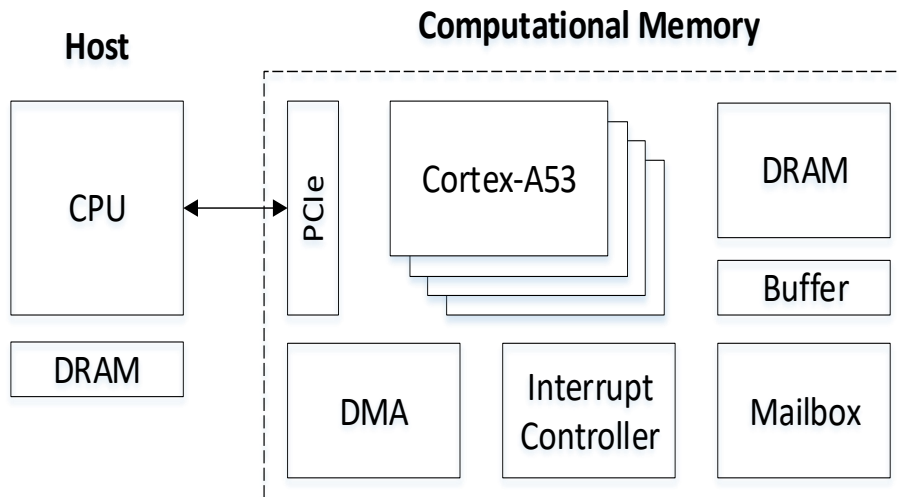 Host
Computational Memory
CPU
PCIe
Cortex-A53
DRAM
Buffer
DRAM
DMA
Interrupt
Controller
Mailbox